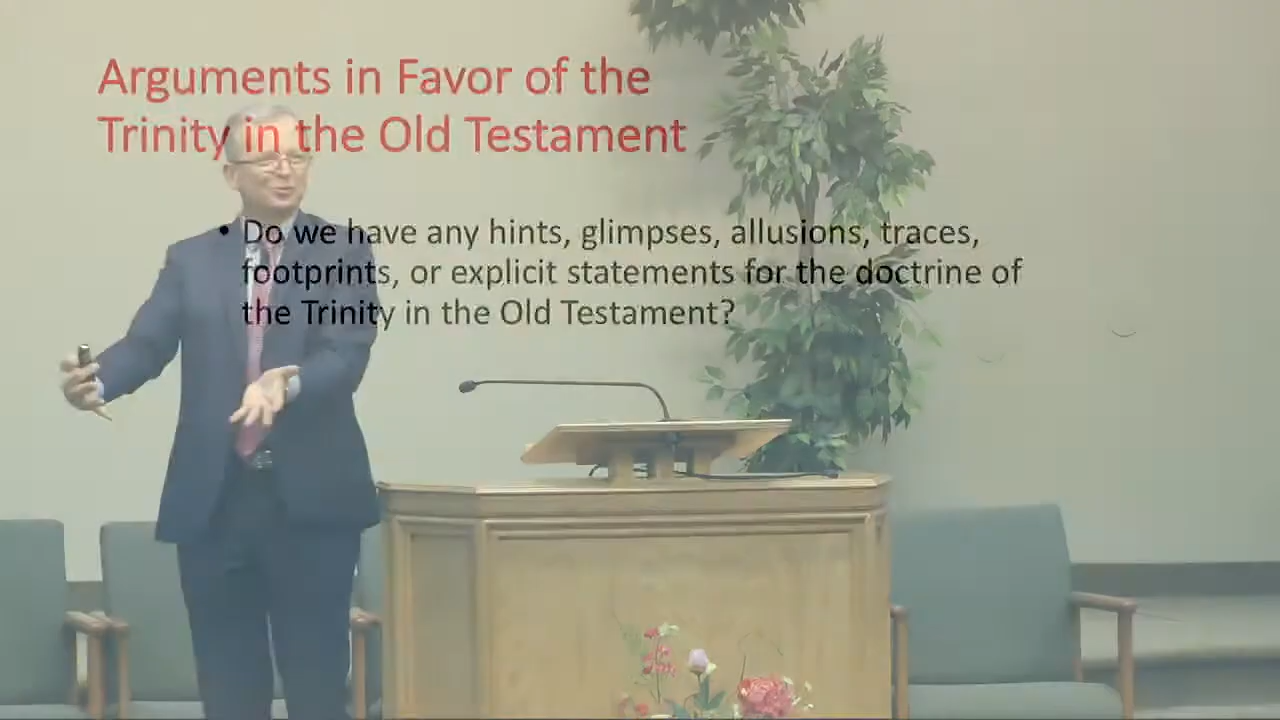 Arguments in Favor of the
Trinity in the Old Testament
• Do we have any hints, glimpses, allusions, traces,
footprints, or explicit statements for the doctrine of
the Trinity in the Old Testament?